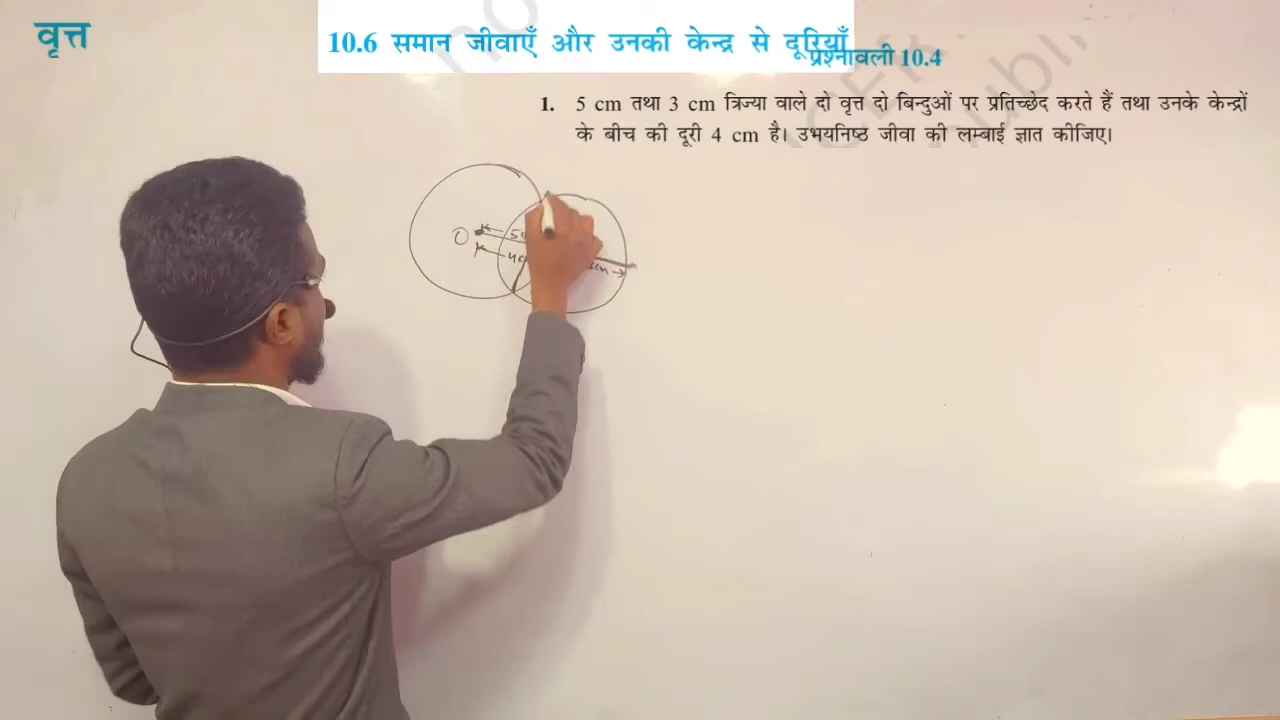 वृत्त
10.6 समान जीवाएँ और उनकी केन्द्र से दूरियाँ
प्रश्नावली 10.4
1. 5 cm तथा 3 cm त्रिज्या वाले दो वृत्त दो बिन्दुओं पर प्रतिच्छेद करते हैं तथा उनके केन्द्रों
के बीच की दूरी 4 cm है। उभयनिष्ठ जीवा की लम्बाई ज्ञात कीजिए।
O